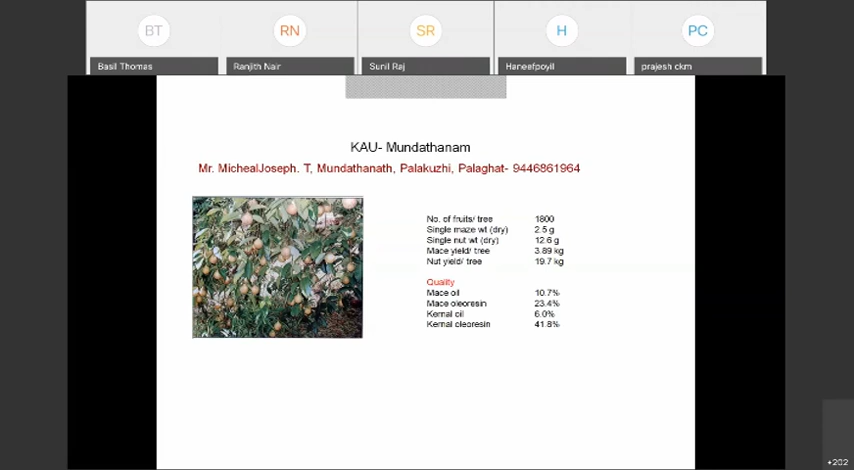 BT
RN
SR
H
PC
Basil Thomas
Ranjith Nair
Sunil Raj
Haneefpoyil
prajesh ckm
KAU- Mundathanam
Mr. MichealJoseph. T, Mundathanath, Palakuzhi, Palaghat- 9446861964
No. of fruits/ tree 1800
Single maze wt (dry) 2.5 g
Single nut wt (dry) 12.6 g
Mace yield/ tree 3.89 kg
Nut yield/ tree 19.7 kg
Quality
Mace oil 10.7%
Mace oleoresin 23.4%
Kernal oil 6.0%
Kernal oleoresin 41.8%
+202